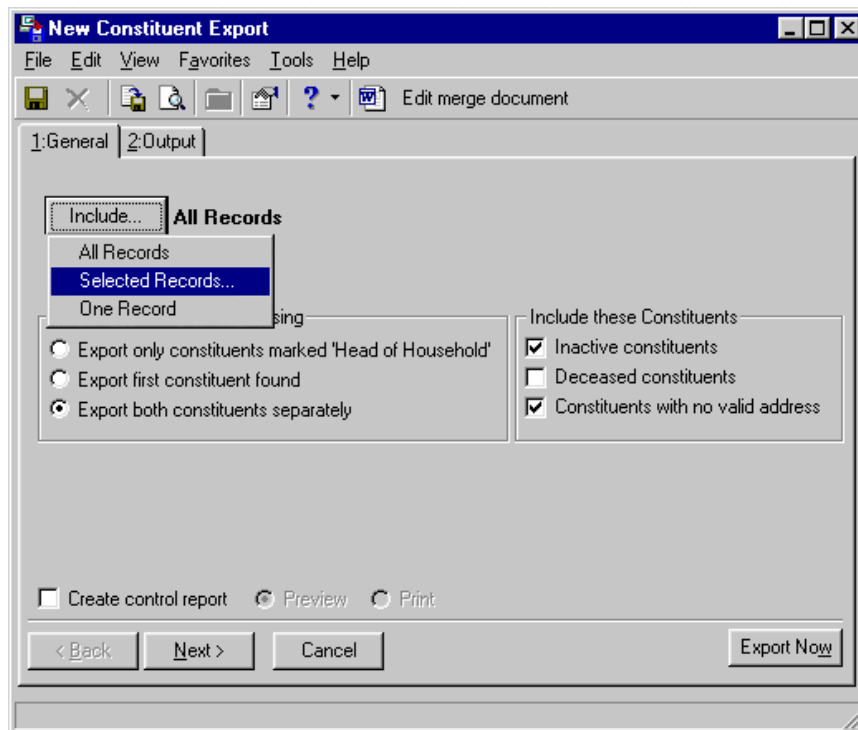 New Constituent Export
File Edit View Favorites Tools Help
Edit merge document
1:General 2:Output
Include... All Records
All Records
Selected Records...
One Record
sing
Include these Constituents
Export only constituents marked 'Head of Household'
Inactive constituents
Export first constituent found
Deceased constituents
Export both constituents separately
Constituents with no valid address
Create control report Preview Print
< Back Next > Cancel Export Now